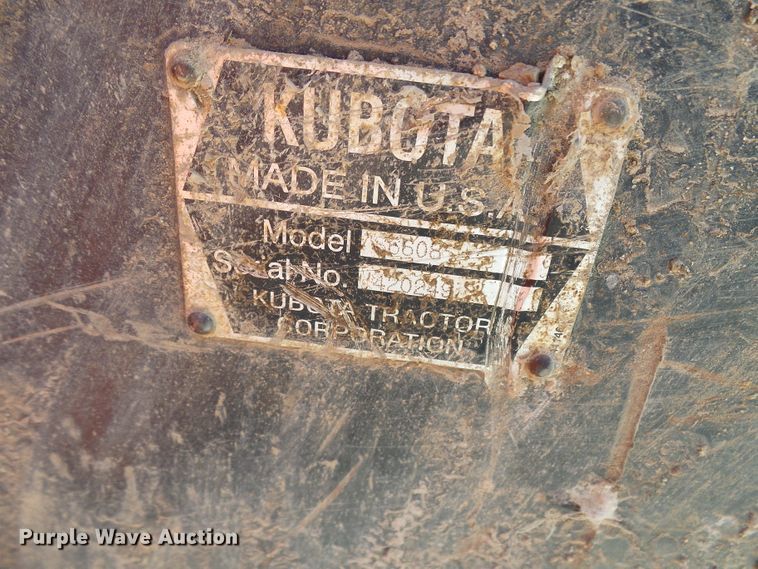 KUBOTA
MADE IN U.S.A
Model
Serial No.
KUBOTA TRACTOR
CORPORATION
Purple Wave Auction